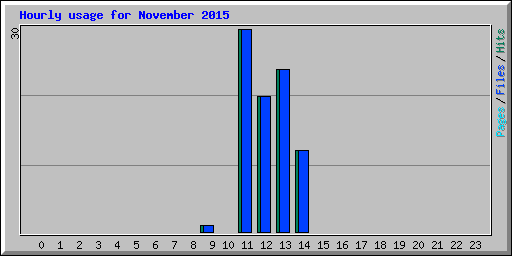 Hourly usage for November 2015
30
Pages/Files/Hits
0 1 2 3 4 5 6 7 8 9 10 11 12 13 14 15 16 17 18 19 20 21 22 23